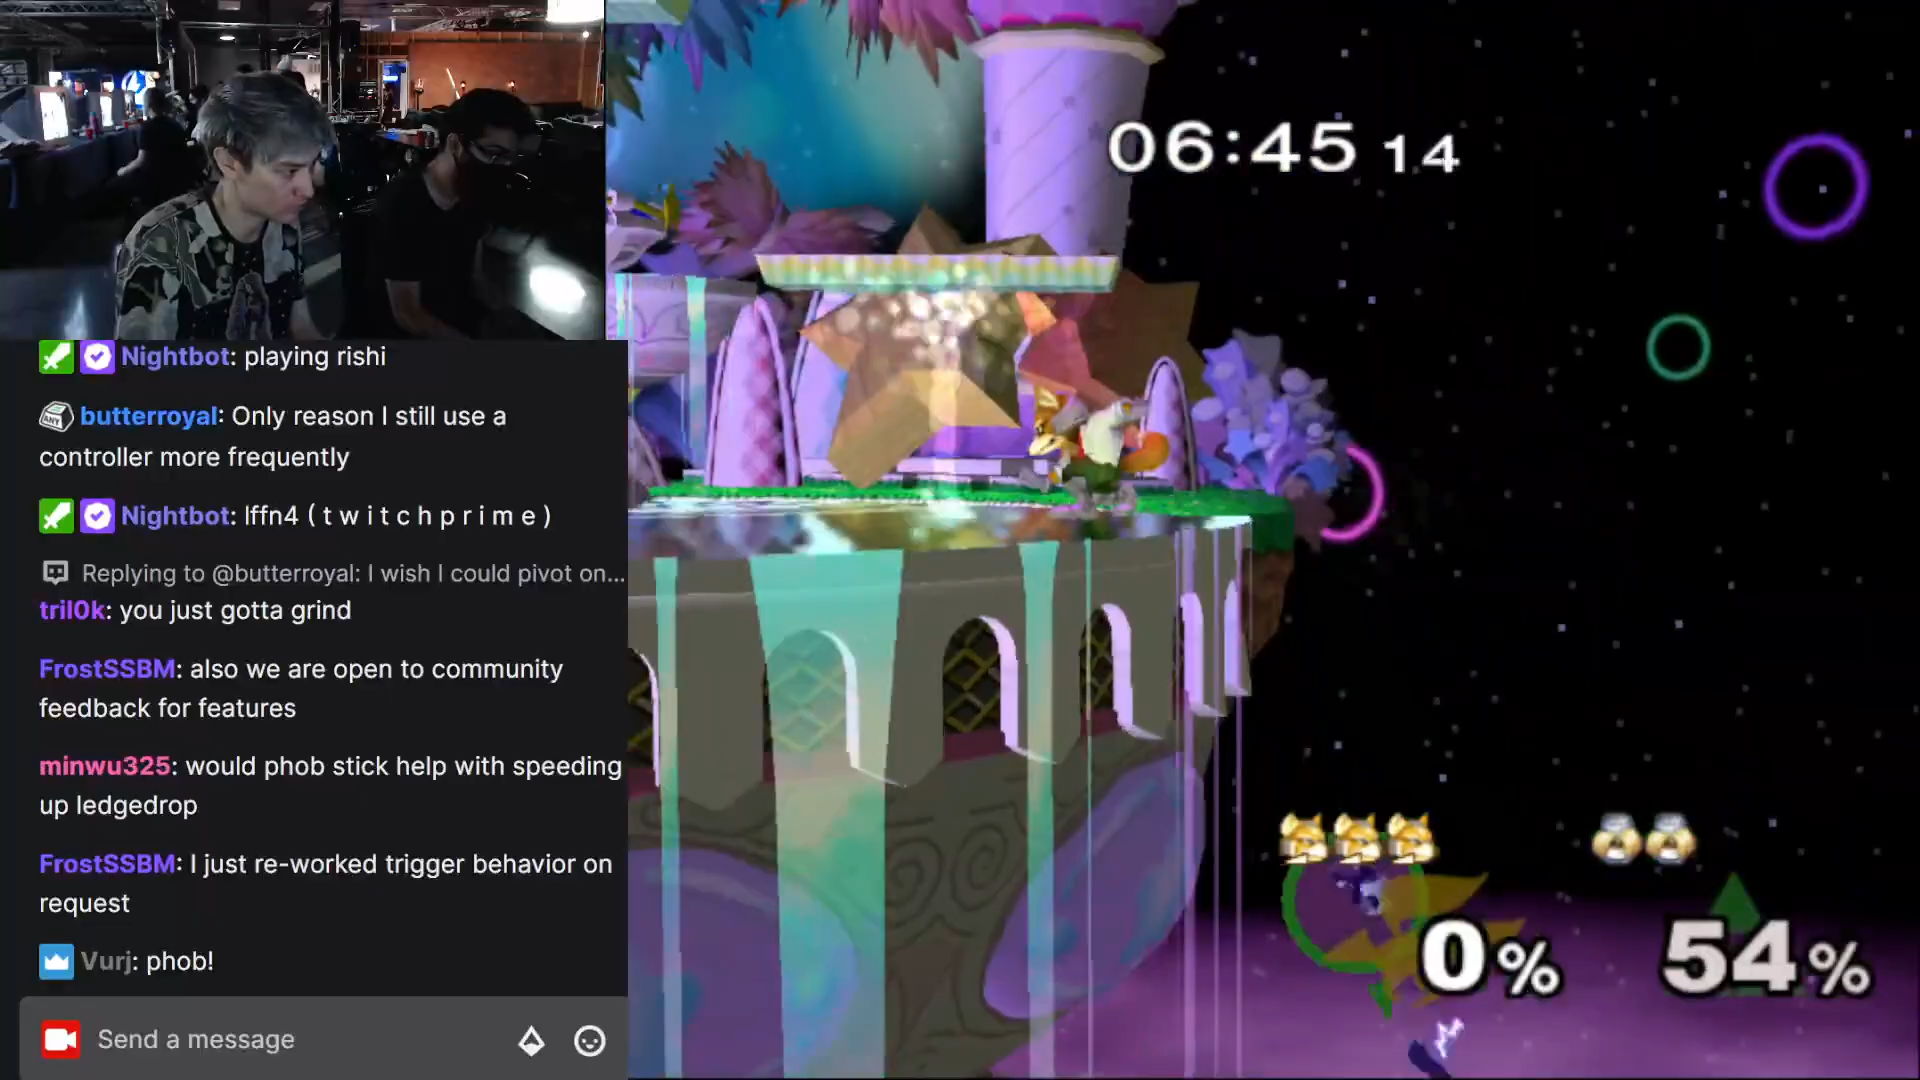 06:45 14
Nightbot: playing rishi
butterroyal: Only reason I still use a
controller more frequently
Nightbot: lffn4 ( t w i t c h p r i m e )
Replying to @butterroyal: I wish I could pivot on...
tril0k: you just gotta grind
FrostSSBM: also we are open to community
feedback for features
minwu325: would phob stick help with speeding
up ledgedrop
FrostSSBM: I just re-worked trigger behavior on
request
Vurj: phob!
Send a message
0% 54%